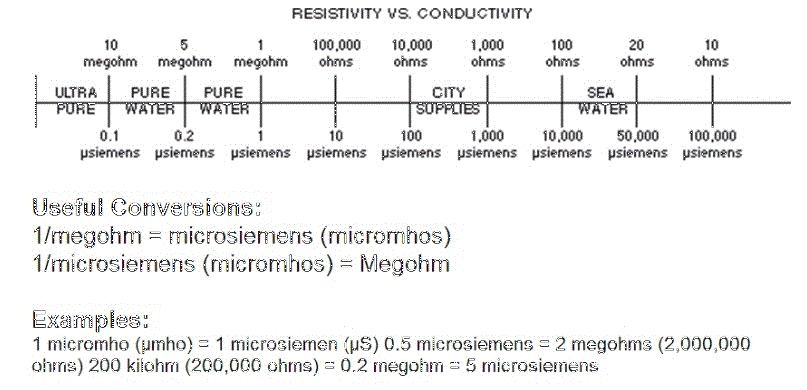 RESISTIVITY VS. CONDUCTIVITY
10 5 1 100,000 10,000 1,000 100 20 10
megohm megohm megohm ohms ohms ohms ohms ohms ohms
ULTRA PURE PURE CITY SEA
PURE WATER WATER SUPPLIES WATER
0.1 0.2 1 10 100 1,000 10,000 50,000 100,000
µsiemens µsiemens µsiemens µsiemens µsiemens µsiemens µsiemens µsiemens µsiemens
Useful Conversions:
1/megohm = microsiemens (micromhos)
1/microsiemens (micromhos) = Megohm
Examples:
1 micromho (µmho) = 1 microsiemen (µS) 0.5 microsiemens = 2 megohms (2,000,000
ohms) 200 kilohm (200,000 ohms) = 0.2 megohm = 5 microsiemens